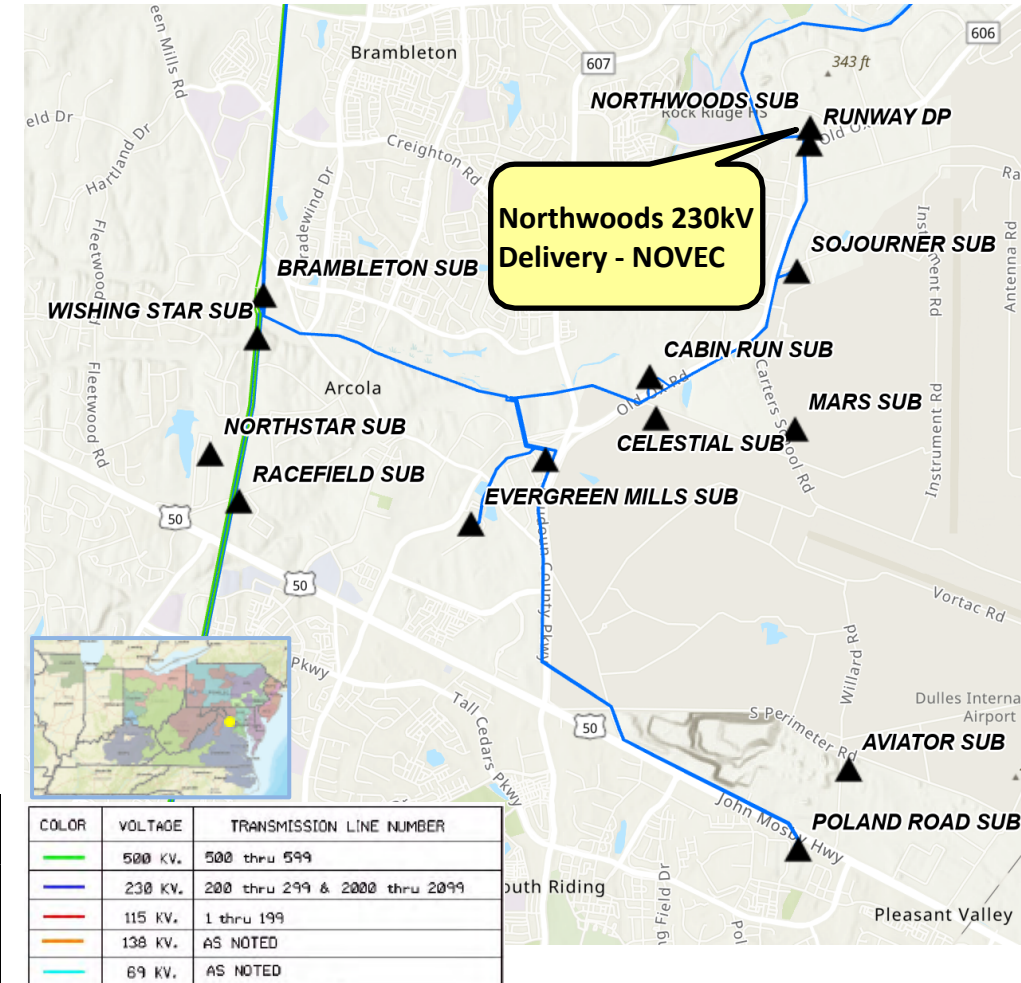 Brambleton
606
607
343 ft
NORTHWOODS SUB
Rock Ridge HS
RUNWAY DP
Creighton Rd
Hartland Dr
Northwoods 230kV
Delivery - NOVEC
SOJOURNER SUB
Antenna Rd
BRAMBLETON SUB
WISHING STAR SUB
Fleetwood Rd
CABIN RUN SUB
Old Ox Rd
Arcola
Carters School Rd
MARS SUB
Instrument Rd
NORTHSTAR SUB
CELESTIAL SUB
RACEFIELD SUB
EVERGREEN MILLS SUB
50
50
Vortac Rd
Willard Rd
Pkwy
Tall Cedars Pkwy
50
S Perimeter Rd
Airport
AVIATOR SUB
John Mosby Hwy
POLAND ROAD SUB
Pleasant Valley
COLOR VOLTAGE TRANSMISSION LINE NUMBER
500 KV. 500 thru 599
230 KV. 200 thru 299 & 2000 thru 2099
115 KV. 1 thru 199
138 KV. AS NOTED
69 KV. AS NOTED